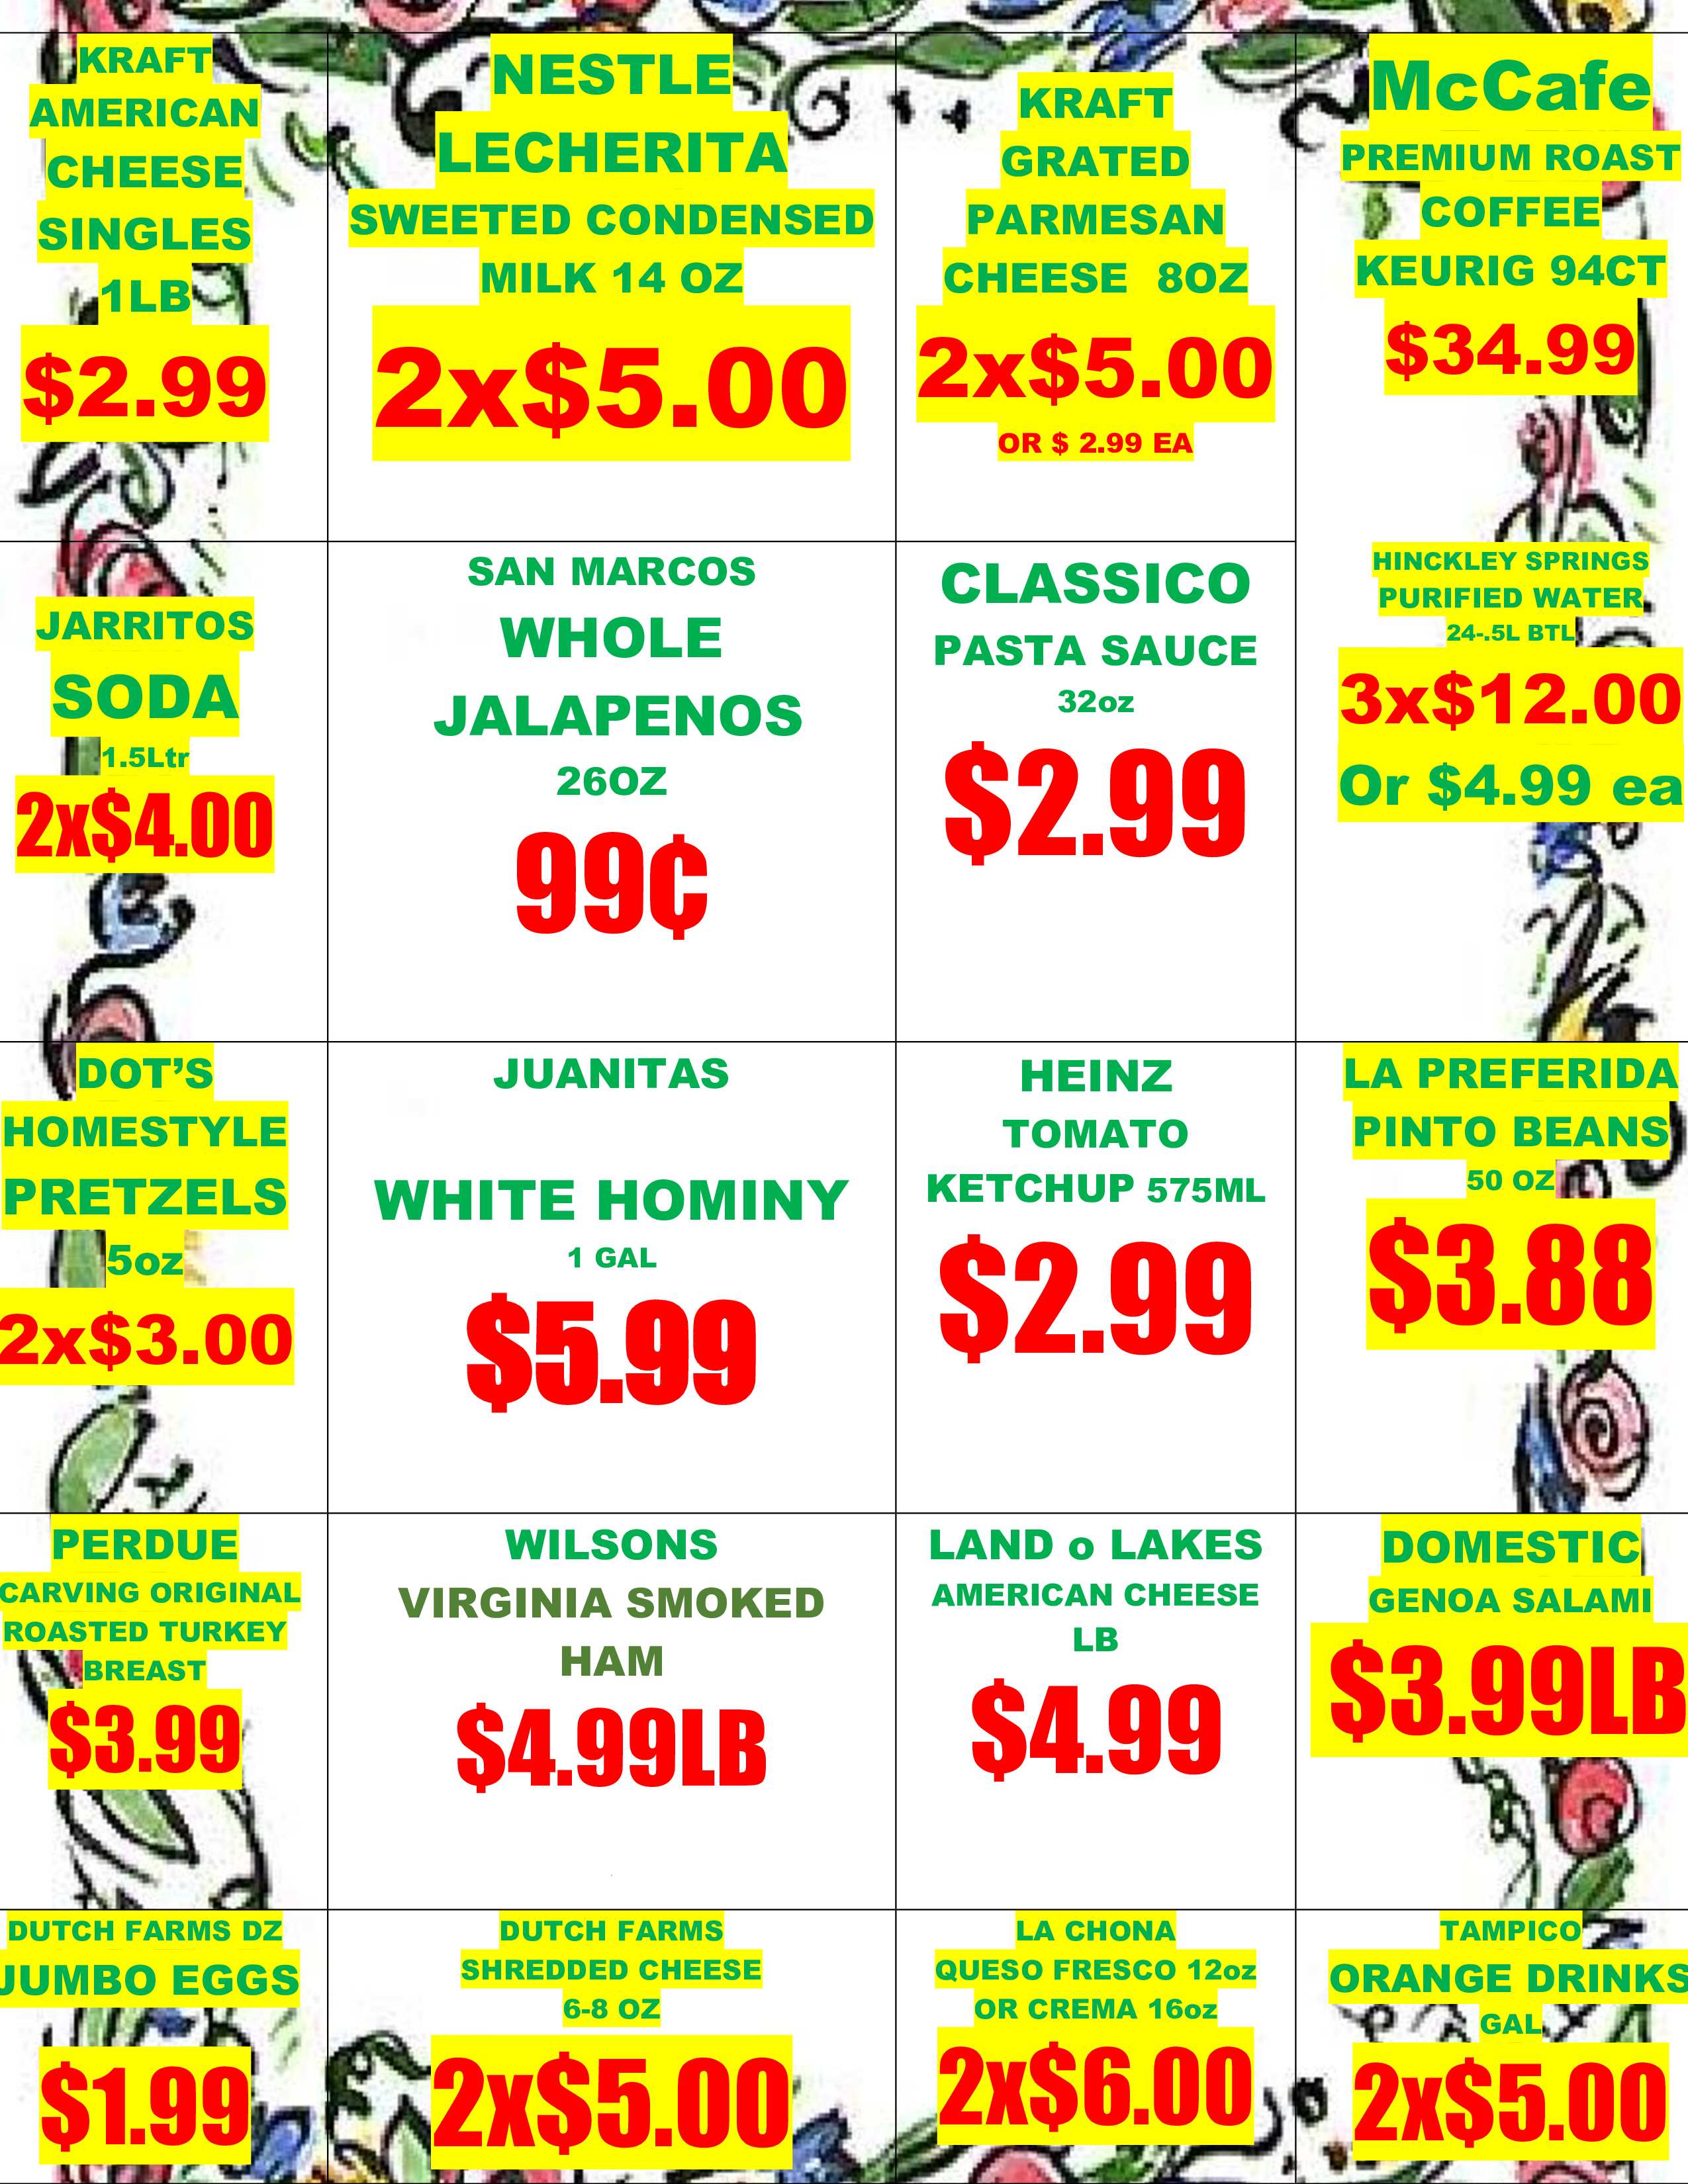 KRAFT
AMERICAN
CHEESE
SINGLES
1LB
$2.99
NESTLE
LECHERITA
SWEETED CONDENSED
MILK 14 OZ
2x$5.00
KRAFT
GRATED
PARMESAN
CHEESE 8OZ
2x$5.00
OR $ 2.99 EA
McCafe
PREMIUM ROAST
COFFEE
KEURIG 94CT
$34.99
JARRITOS
SODA
1.5Ltr
2x$4.00
SAN MARCOS
WHOLE
JALAPENOS
26OZ
99¢
CLASSICO
PASTA SAUCE
32oz
$2.99
HINCKLEY SPRINGS
PURIFIED WATER
24-.5L BTL
3x$12.00
Or $4.99 ea
DOT’S
HOMESTYLE
PRETZELS
5oz
2x$3.00
JUANITAS
WHITE HOMINY
1 GAL
$5.99
HEINZ
TOMATO
KETCHUP 575ML
$2.99
LA PREFERIDA
PINTO BEANS
50 OZ
$3.88
PERDUE
CARVING ORIGINAL
ROASTED TURKEY
BREAST
$3.99
WILSONS
VIRGINIA SMOKED
HAM
$4.99LB
LAND o LAKES
AMERICAN CHEESE
LB
$4.99
DOMESTIC
GENOA SALAMI
$3.99LB
DUTCH FARMS DZ
JUMBO EGGS
$1.99
DUTCH FARMS
SHREDDED CHEESE
6-8 OZ
2x$5.00
LA CHONA
QUESO FRESCO 12oz
OR CREMA 16oz
2x$6.00
TAMPICO
ORANGE DRINKS
GAL
2x$5.00